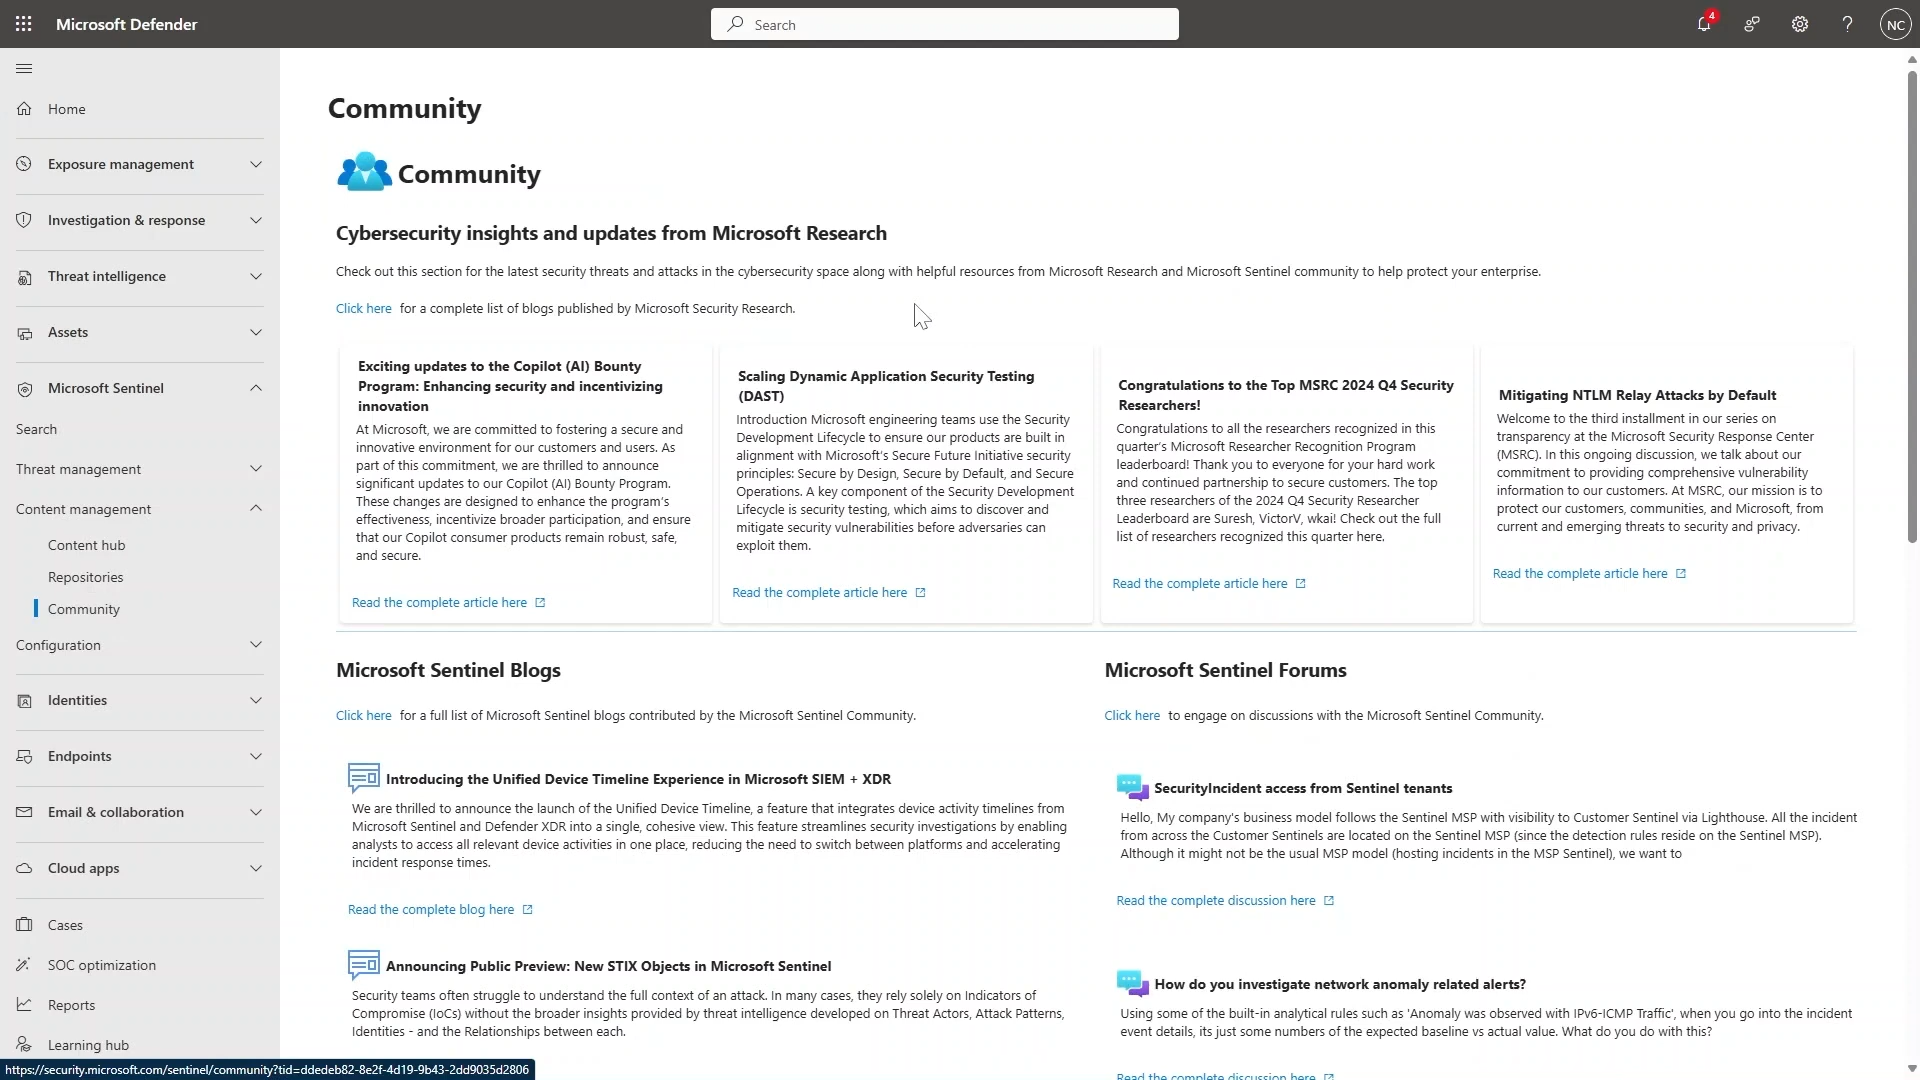 Microsoft Defender
Search
4
?
NC
Home
Exposure management
Investigation & response
Threat intelligence
Assets
Microsoft Sentinel
Search
Threat management
Content management
Content hub
Repositories
Community
Configuration
Identities
Endpoints
Email & collaboration
Cloud apps
Cases
SOC optimization
Reports
Learning hub
Community
Community
Cybersecurity insights and updates from Microsoft Research
Check out this section for the latest security threats and attacks in the cybersecurity space along with helpful resources from Microsoft Research and Microsoft Sentinel community to help protect your enterprise.
Click here for a complete list of blogs published by Microsoft Security Research.
Exciting updates to the Copilot (AI) Bounty
Program: Enhancing security and incentivizing
innovation
At Microsoft, we are committed to fostering a secure and
innovative environment for our customers and users. As
part of this commitment, we are thrilled to announce
significant updates to our Copilot (AI) Bounty Program.
These changes are designed to enhance the program's
effectiveness, incentivize broader participation, and ensure
that our Copilot consumer products remain robust, safe,
and secure.
Read the complete article here
Scaling Dynamic Application Security Testing
(DAST)
Introduction Microsoft engineering teams use the Security
Development Lifecycle to ensure our products are built in
alignment with Microsoft's Secure Future Initiative security
principles: Secure by Design, Secure by Default, and Secure
Operations. A key component of the Security Development
Lifecycle is security testing, which aims to discover and
mitigate security vulnerabilities before adversaries can
exploit them.
Read the complete article here
Congratulations to the Top MSRC 2024 Q4 Security
Researchers!
Congratulations to all the researchers recognized in this
quarter's Microsoft Researcher Recognition Program
leaderboard! Thank you to everyone for your hard work
and continued partnership to secure customers. The top
three researchers of the 2024 Q4 Security Researcher
Leaderboard are Suresh, VictorV, wkai! Check out the full
list of researchers recognized this quarter here.
Read the complete article here
Mitigating NTLM Relay Attacks by Default
Welcome to the third installment in our series on
transparency at the Microsoft Security Response Center
(MSRC). In this ongoing discussion, we talk about our
commitment to providing comprehensive vulnerability
information to our customers. At MSRC, our mission is to
protect our customers, communities, and Microsoft, from
current and emerging threats to security and privacy.
Read the complete article here
Microsoft Sentinel Blogs
Click here for a full list of Microsoft Sentinel blogs contributed by the Microsoft Sentinel Community.
Introducing the Unified Device Timeline Experience in Microsoft SIEM + XDR
We are thrilled to announce the launch of the Unified Device Timeline, a feature that integrates device activity timelines from
Microsoft Sentinel and Defender XDR into a single, cohesive view. This feature streamlines security investigations by enabling
analysts to access all relevant device activities in one place, reducing the need to switch between platforms and accelerating
incident response times.
Read the complete blog here
Announcing Public Preview: New STIX Objects in Microsoft Sentinel
Security teams often struggle to understand the full context of an attack. In many cases, they rely solely on Indicators of
Compromise (IoCs) without the broader insights provided by threat intelligence developed on Threat Actors, Attack Patterns,
Identities - and the Relationships between each.
Microsoft Sentinel Forums
Click here to engage on discussions with the Microsoft Sentinel Community.
SecurityIncident access from Sentinel tenants
Hello, My company's business model follows the Sentinel MSP with visibility to Customer Sentinel via Lighthouse. All the incident
from across the Customer Sentinels are located on the Sentinel MSP (since the detection rules reside on the Sentinel MSP).
Although it might not be the usual MSP model (hosting incidents in the MSP Sentinel), we want to
Read the complete discussion here
How do you investigate network anomaly related alerts?
Using some of the built-in analytical rules such as 'Anomaly was observed with IPv6-ICMP Traffic', when you go into the incident
event details, its just some numbers of the expected baseline vs actual value. What do you do with this?
Read the complete discussion here
https://security.microsoft.com/sentinel/community?tid=ddedeb82-8e2f-4d19-9b43-2dd9035d2806